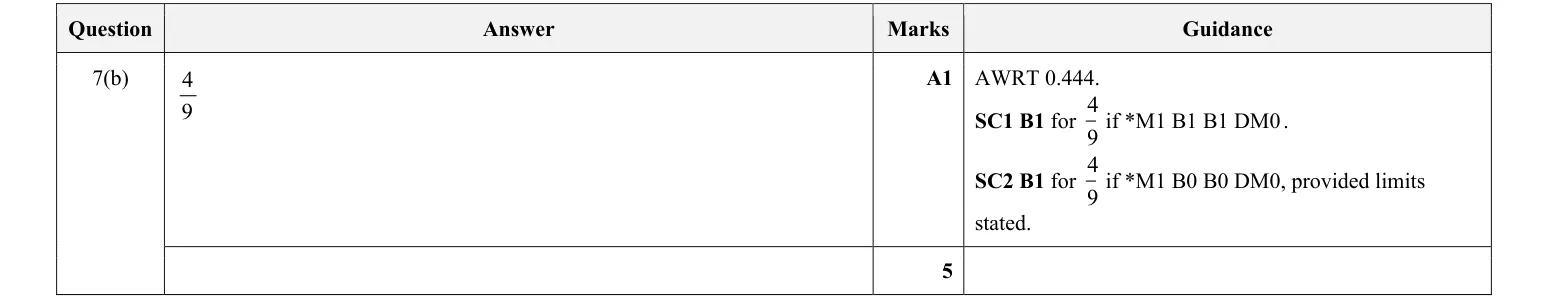 Question Answer Marks Guidance
7(b) 4/9 A1 AWRT 0.444.
SC1 B1 for 4/9 if *M1 B1 B1 DM0.
SC2 B1 for 4/9 if *M1 B0 B0 DM0, provided limits
stated.
5